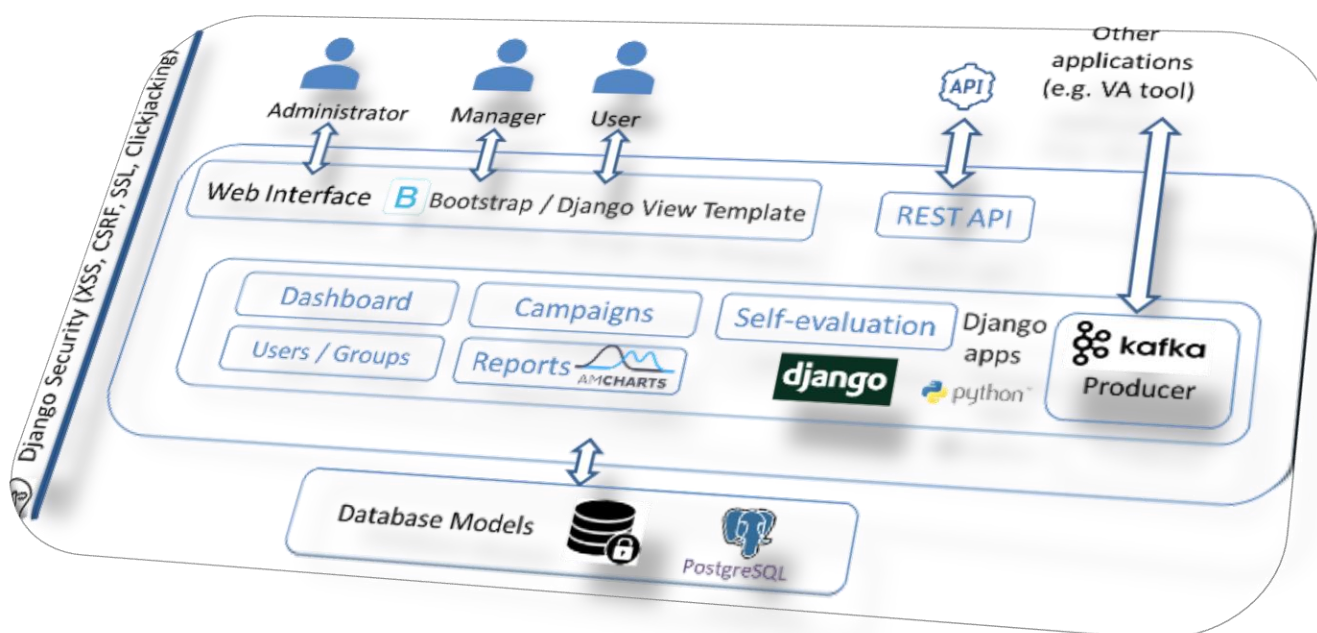 Django Security (XSS, CSRF, SSL, Clickjacking)
Administrator
Manager
User
API
Other
applications
(e.g. VA tool)
Web Interface B Bootstrap / Django View Template
REST API
Dashboard
Campaigns
Self-evaluation
Django
apps
Users / Groups
Reports
AMCHARTS
django
python
kafka
Producer
Database Models
PostgreSQL